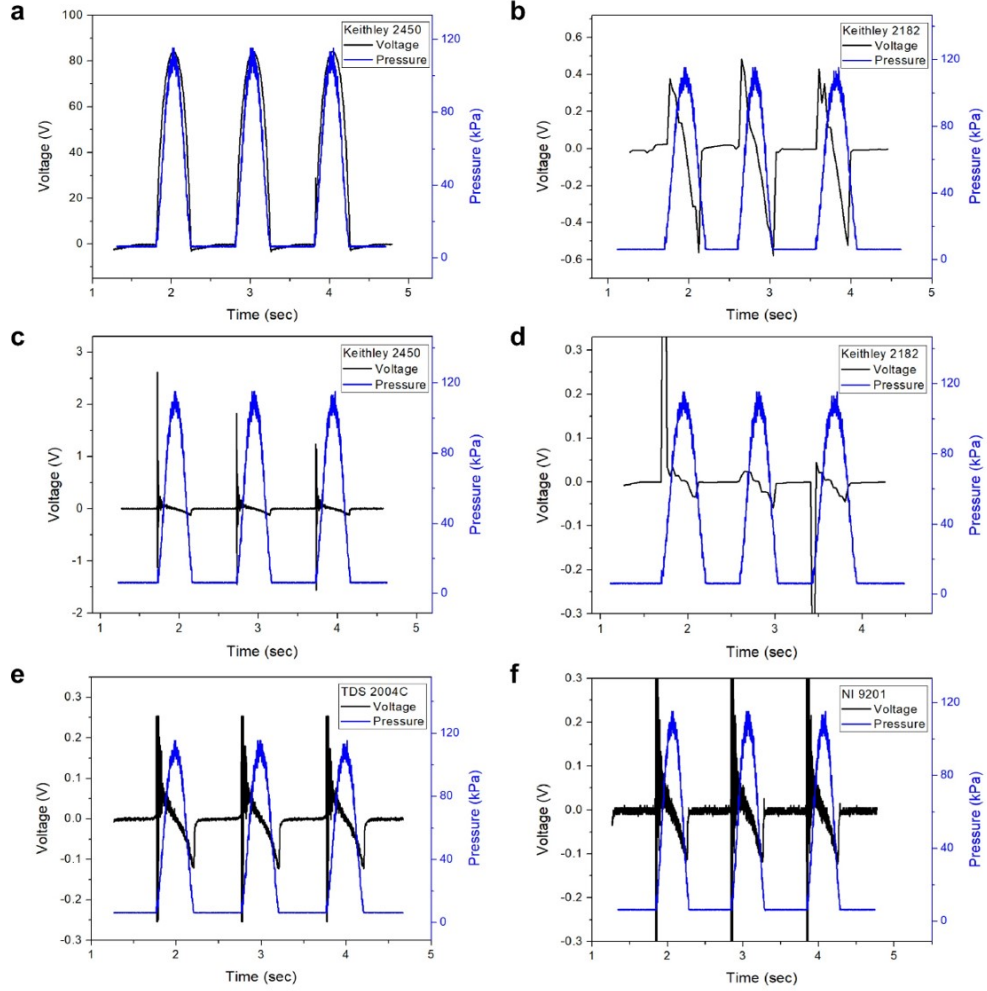 a
Keithley 2450
Voltage
Pressure
Voltage (V)
100
80
60
40
20
0
120
80
40
0
Pressure (kPa)
1 2 3 4 5
Time (sec)
b
Keithley 2182
Voltage
Pressure
Voltage (V)
0.6
0.4
0.2
0.0
-0.2
-0.4
-0.6
120
80
40
0
Pressure (kPa)
1 2 3 4 5
Time (sec)
c
Keithley 2450
Voltage
Pressure
Voltage (V)
3
2
1
0
-1
-2
120
80
40
0
Pressure (kPa)
1 2 3 4 5
Time (sec)
d
Keithley 2182
Voltage
Pressure
Voltage (V)
0.3
0.2
0.1
0.0
-0.1
-0.2
-0.3
120
80
40
0
Pressure (kPa)
1 2 3 4
Time (sec)
e
TDS 2004C
Voltage
Pressure
Voltage (V)
0.3
0.2
0.1
0.0
-0.1
-0.2
-0.3
120
80
40
0
Pressure (kPa)
1 2 3 4 5
Time (sec)
f
NI 9201
Voltage
Pressure
Voltage (V)
0.3
0.2
0.1
0.0
-0.1
-0.2
-0.3
120
80
40
0
Pressure (kPa)
1 2 3 4 5
Time (sec)